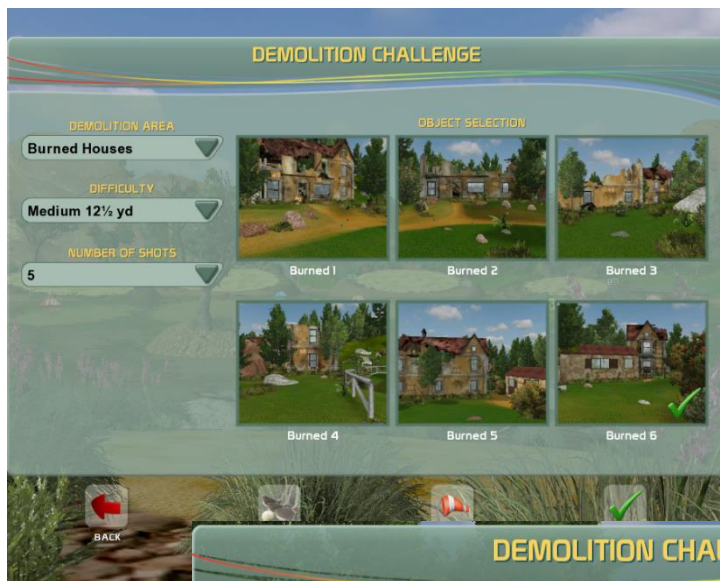 DEMOLITION CHALLENGE
DEMOLITION AREA
Burned Houses
DIFFICULTY
Medium 12½ yd
NUMBER OF SHOTS
5
OBJECT SELECTION
Burned 1
Burned 2
Burned 3
Burned 4
Burned 5
Burned 6
BACK
DEMOLITION CHA